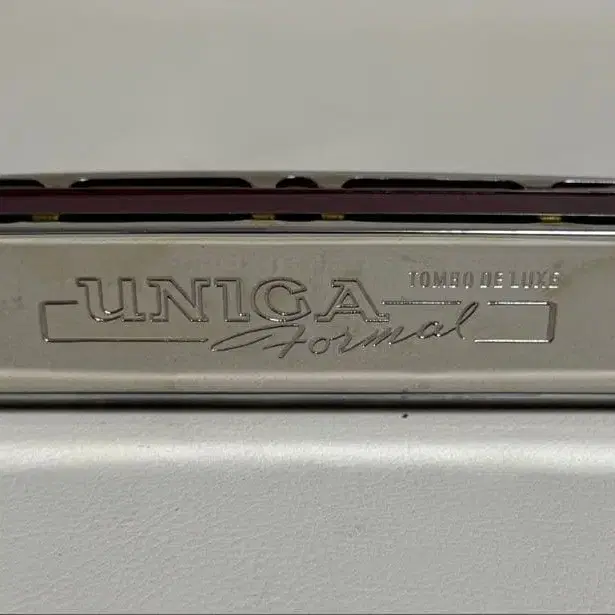 UNICA
TOMBO DE LUXE
Formal